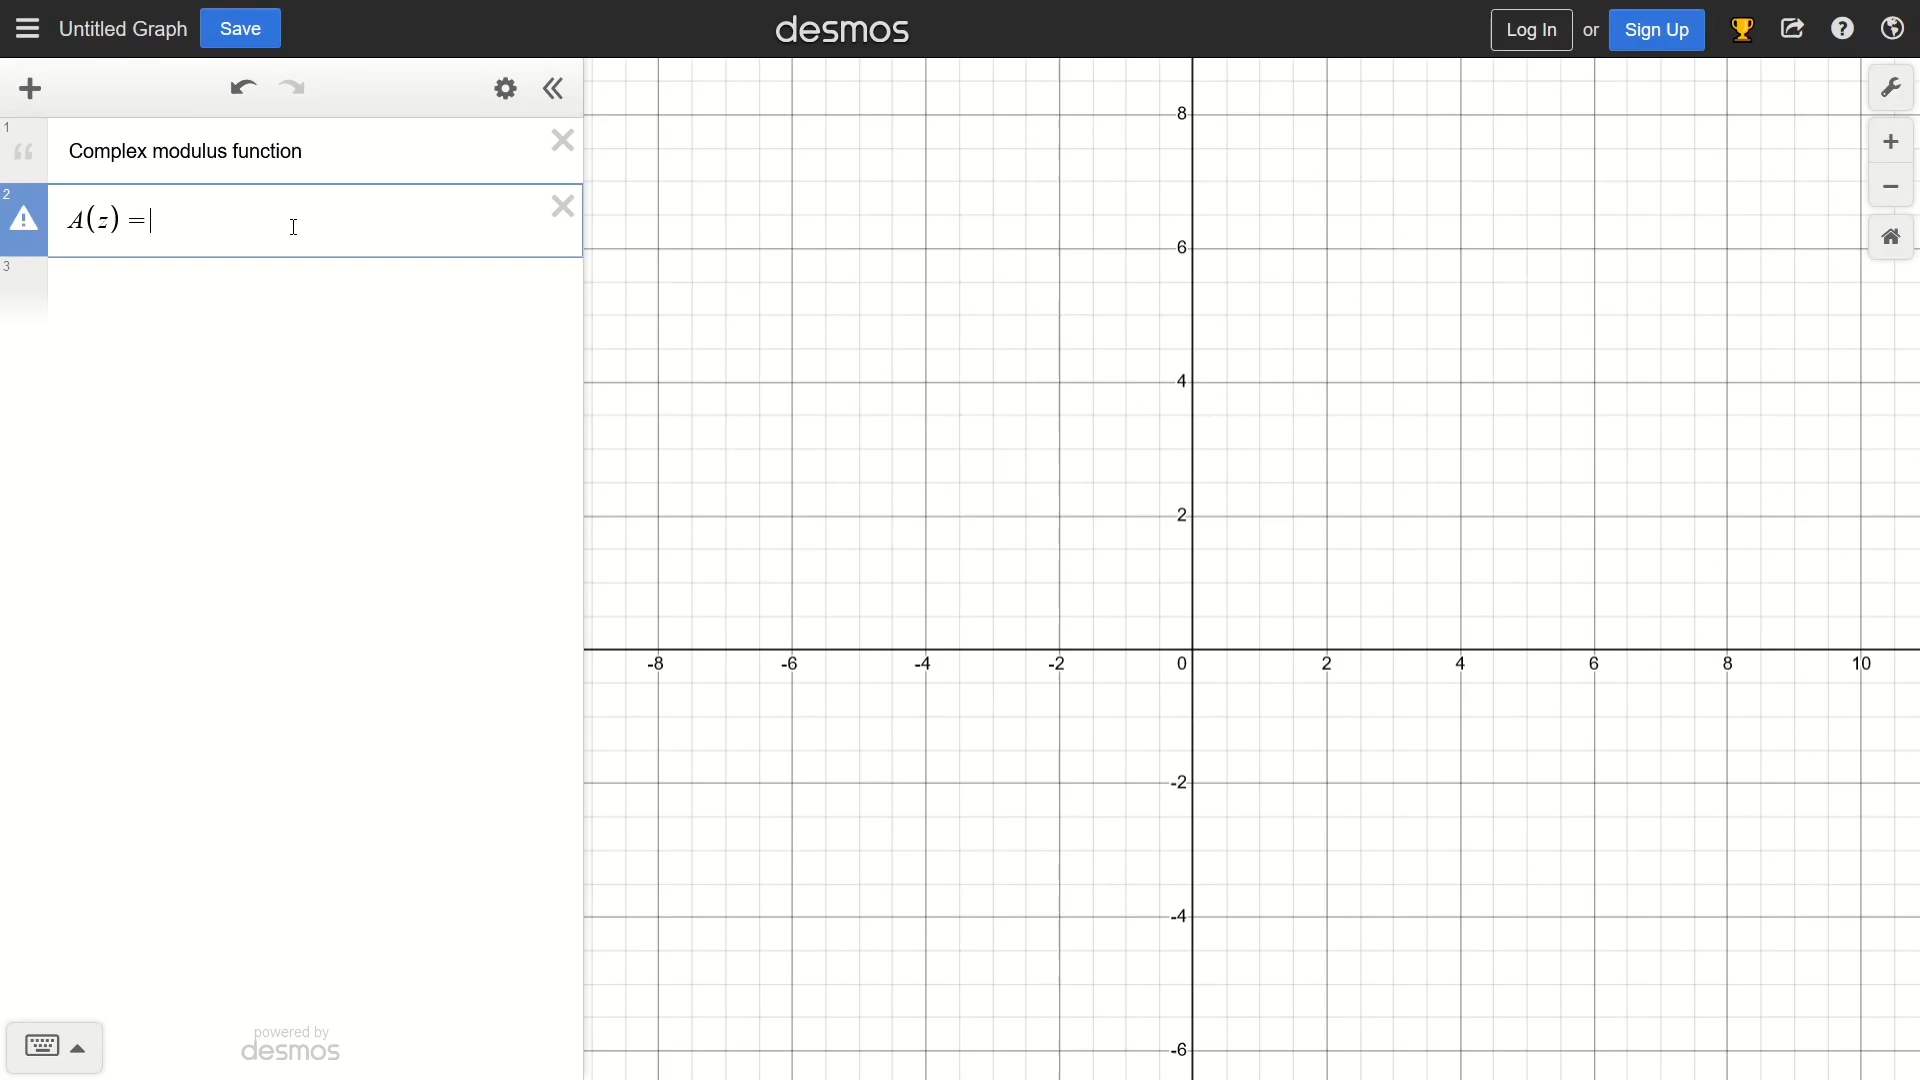 Untitled Graph Save desmos Log In or Sign Up
1
Complex modulus function
2
A(z) =
3
8
6
4
2
-8 -6 -4 -2 0 2 4 6 8 10
-2
-4
-6
powered by
desmos